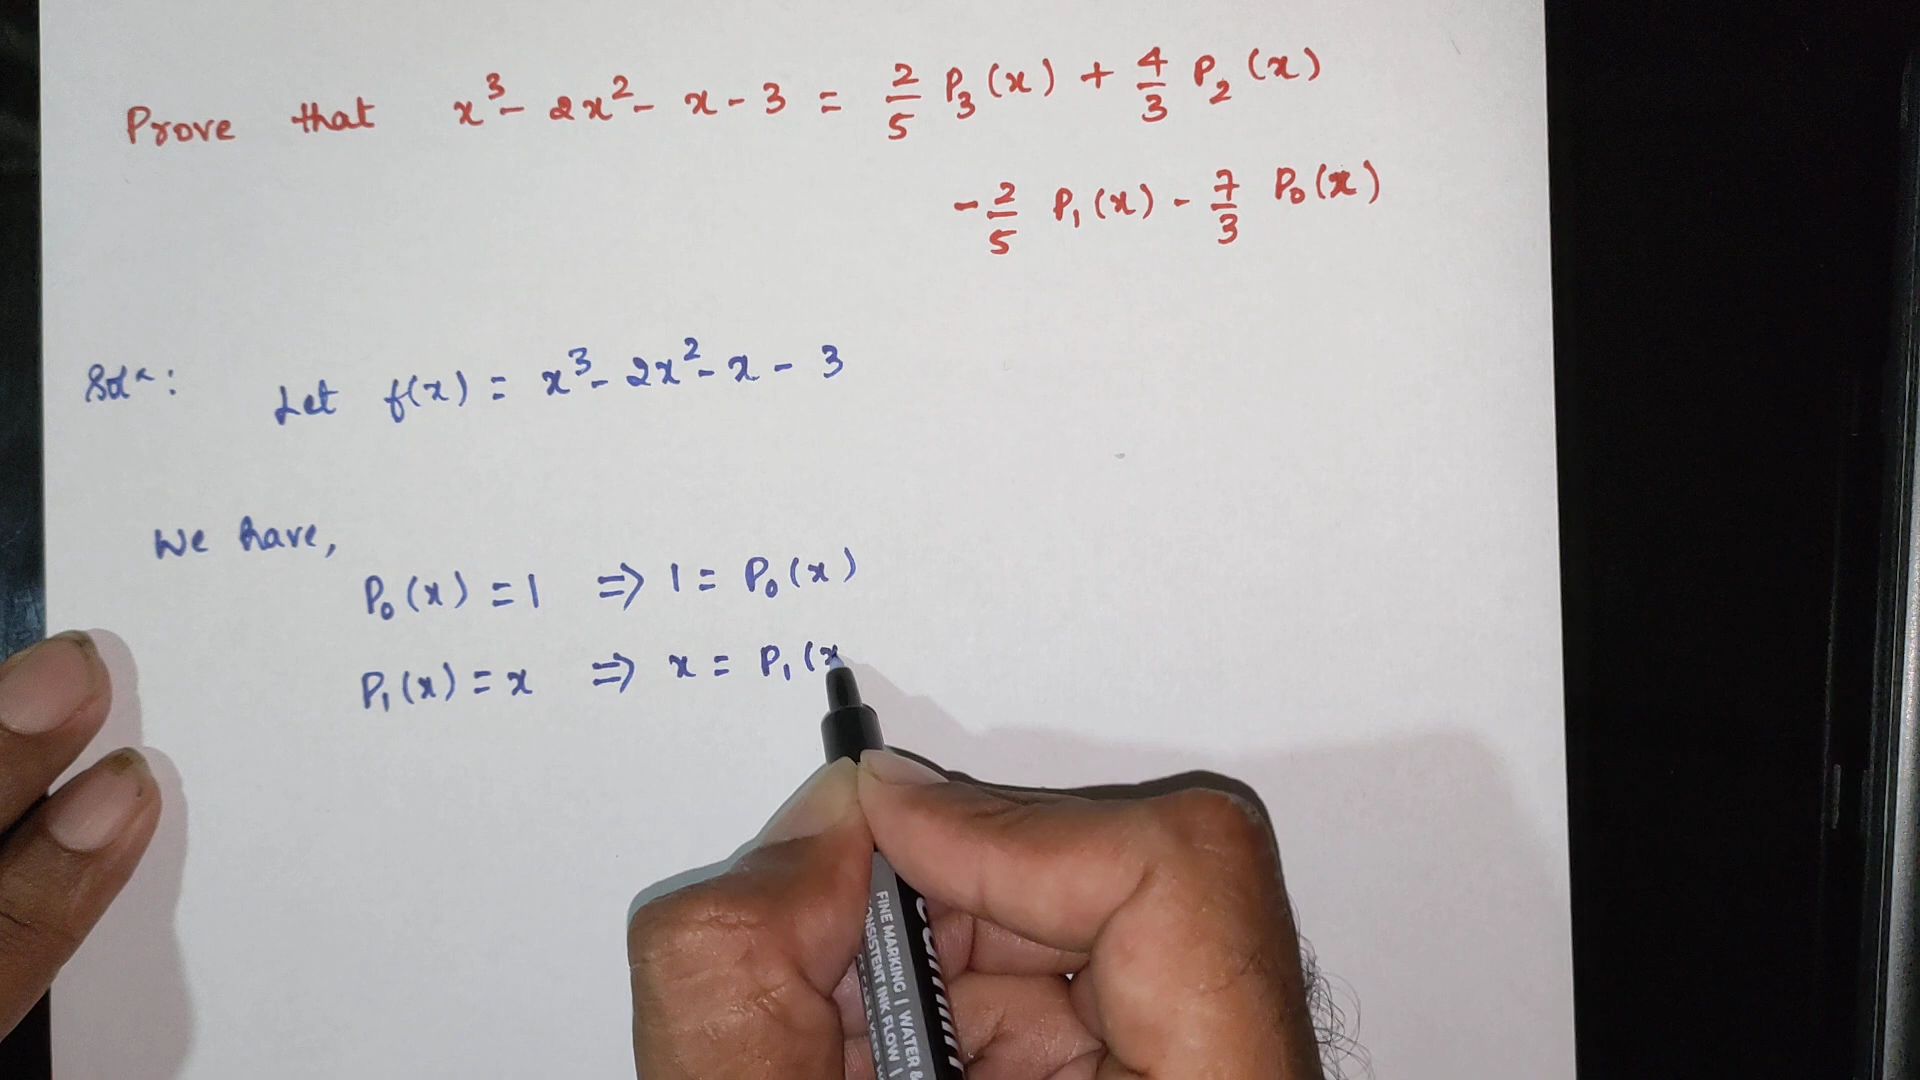 Prove that x³- 2x²- x - 3 = 2/5 P₃(x) + 4/3 P₂(x)
- 2/5 P₁(x) - 7/3 P₀(x)
Solⁿ: Let f(x) = x³- 2x²- x - 3
We have,
P₀(x) = 1 ⇒ 1 = P₀(x)
P₁(x) = x ⇒ x = P₁(x
FINE MARKING | WATER &
CONSISTENT INK FLOW |